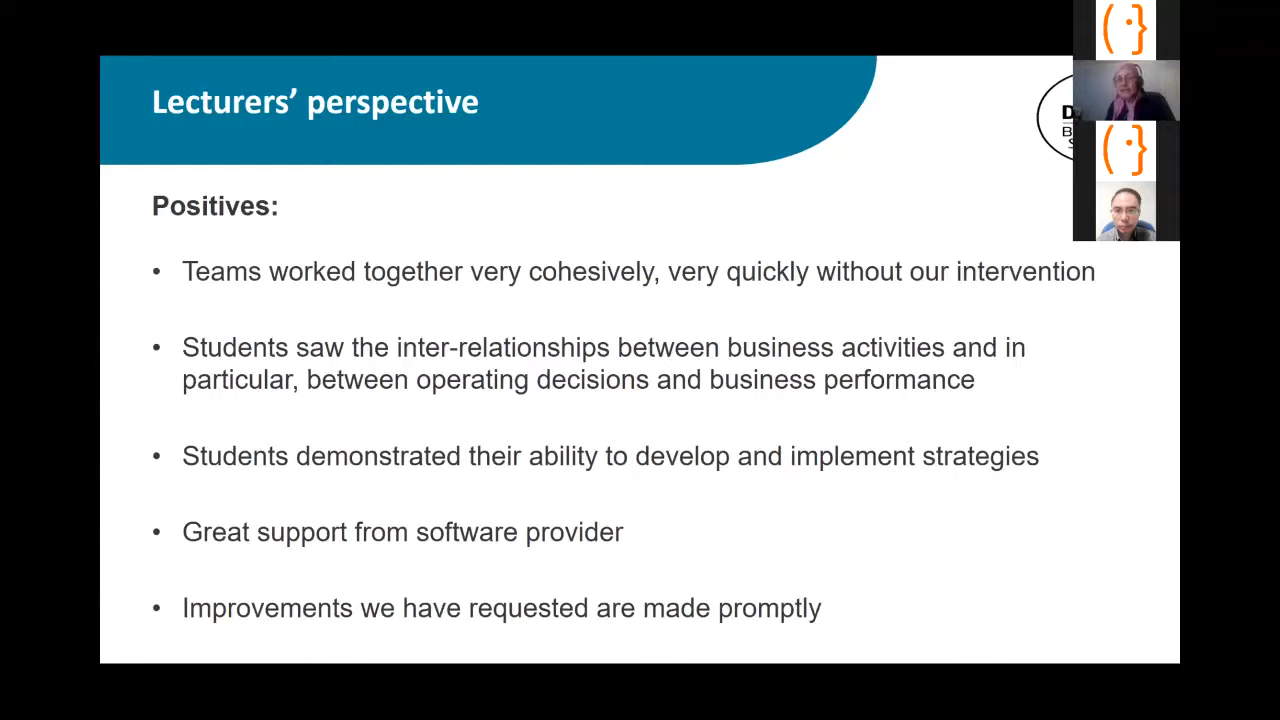 Lecturers’ perspective
Positives:
• Teams worked together very cohesively, very quickly without our intervention
• Students saw the inter-relationships between business activities and in
particular, between operating decisions and business performance
• Students demonstrated their ability to develop and implement strategies
• Great support from software provider
• Improvements we have requested are made promptly